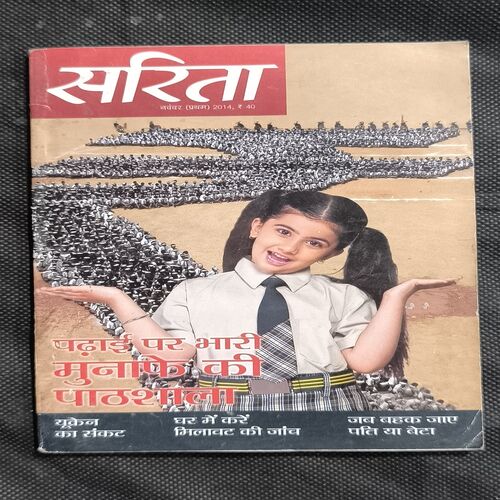 सरिता
नवंबर (प्रथम) 2014, ₹ 40
पढ़ाई पर भारी
मुनाफे की
पाठशाला
यूक्रेन
का संकट
घर में करें
मिलावट की जांच
जब बहक जाए
पति या बेटा